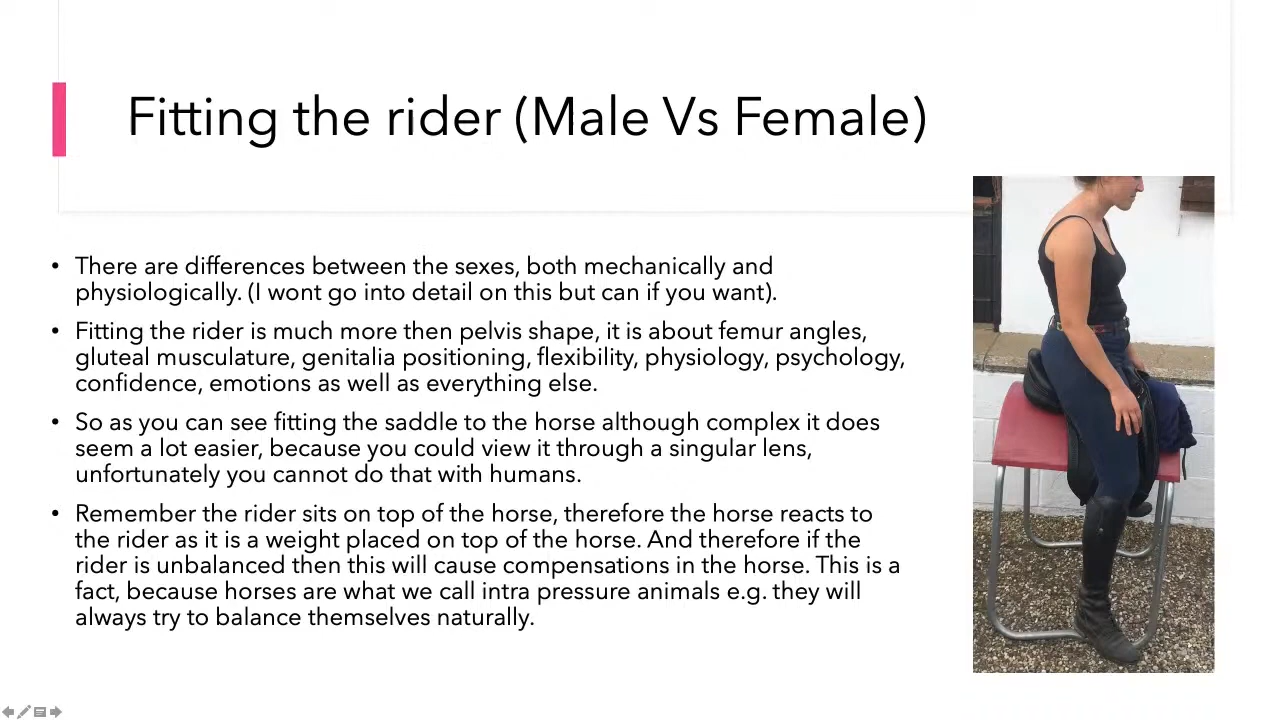 Fitting the rider (Male Vs Female)
• There are differences between the sexes, both mechanically and
physiologically. (I wont go into detail on this but can if you want).
• Fitting the rider is much more then pelvis shape, it is about femur angles,
gluteal musculature, genitalia positioning, flexibility, physiology, psychology,
confidence, emotions as well as everything else.
• So as you can see fitting the saddle to the horse although complex it does
seem a lot easier, because you could view it through a singular lens,
unfortunately you cannot do that with humans.
• Remember the rider sits on top of the horse, therefore the horse reacts to
the rider as it is a weight placed on top of the horse. And therefore if the
rider is unbalanced then this will cause compensations in the horse. This is a
fact, because horses are what we call intra pressure animals e.g. they will
always try to balance themselves naturally.